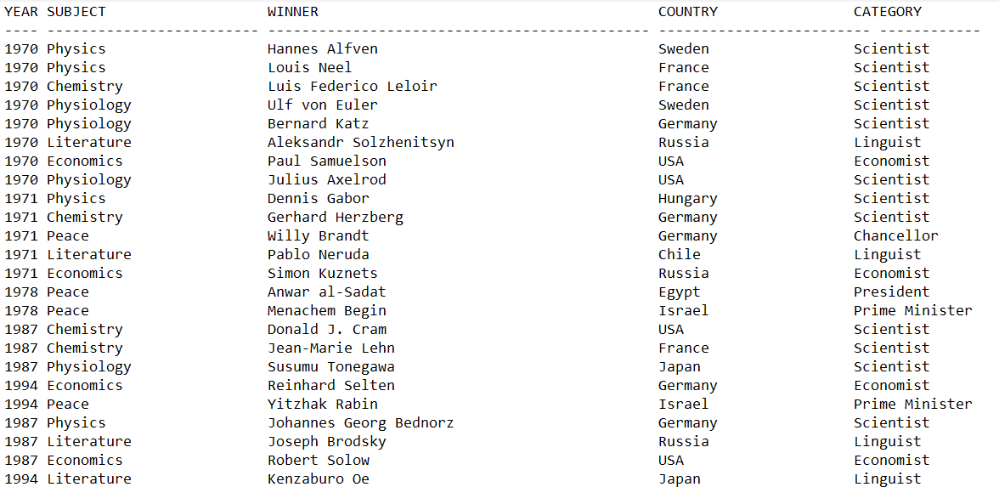 YEAR SUBJECT WINNER COUNTRY CATEGORY
---- ------------------------- --------------------------------------------- ------------------------- ------------
1970 Physics Hannes Alfven Sweden Scientist
1970 Physics Louis Neel France Scientist
1970 Chemistry Luis Federico Leloir France Scientist
1970 Physiology Ulf von Euler Sweden Scientist
1970 Physiology Bernard Katz Germany Scientist
1970 Literature Aleksandr Solzhenitsyn Russia Linguist
1970 Economics Paul Samuelson USA Economist
1970 Physiology Julius Axelrod USA Scientist
1971 Physics Dennis Gabor Hungary Scientist
1971 Chemistry Gerhard Herzberg Germany Scientist
1971 Peace Willy Brandt Germany Chancellor
1971 Literature Pablo Neruda Chile Linguist
1971 Economics Simon Kuznets Russia Economist
1978 Peace Anwar al-Sadat Egypt President
1978 Peace Menachem Begin Israel Prime Minister
1987 Chemistry Donald J. Cram USA Scientist
1987 Chemistry Jean-Marie Lehn France Scientist
1987 Physiology Susumu Tonegawa Japan Scientist
1994 Economics Reinhard Selten Germany Economist
1994 Peace Yitzhak Rabin Israel Prime Minister
1987 Physics Johannes Georg Bednorz Germany Scientist
1987 Literature Joseph Brodsky Russia Linguist
1987 Economics Robert Solow USA Economist
1994 Literature Kenzaburo Oe Japan Linguist